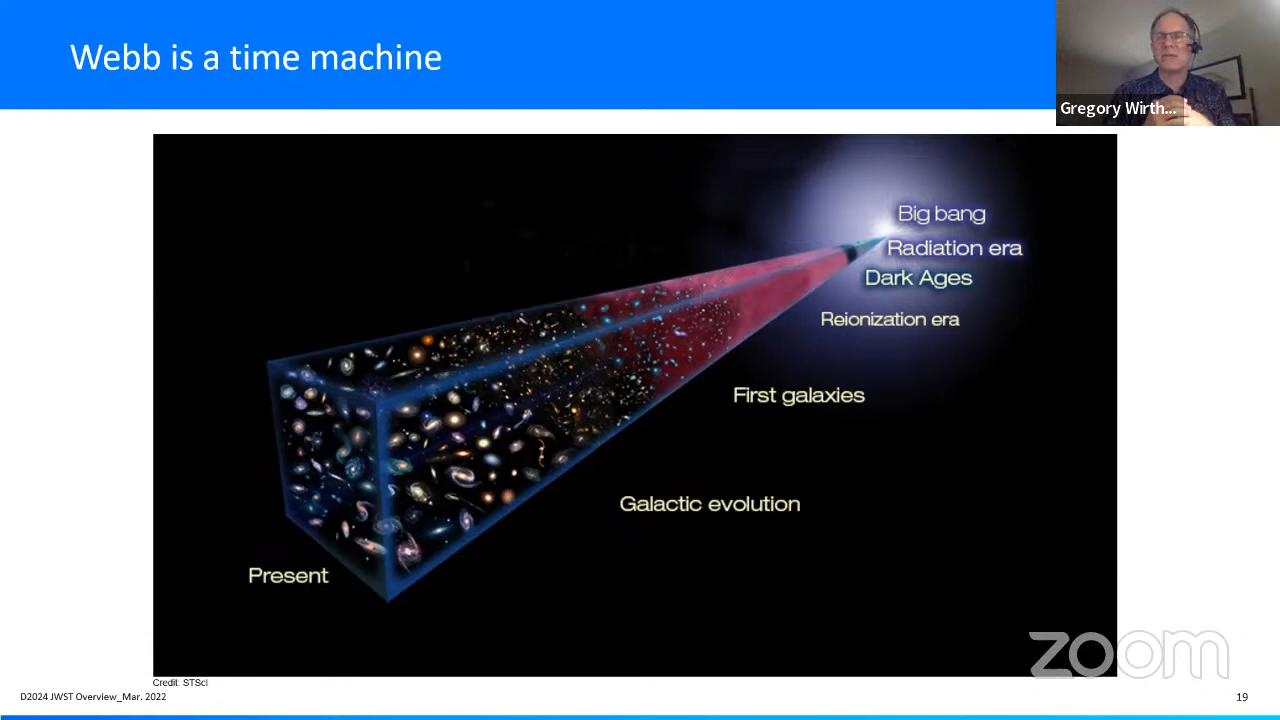 Webb is a time machine
Gregory Wirth...
Big bang
Radiation era
Dark Ages
Reionization era
First galaxies
Galactic evolution
Present
zoom
Credit: STScI
D2024 JWST Overview_Mar. 2022
19